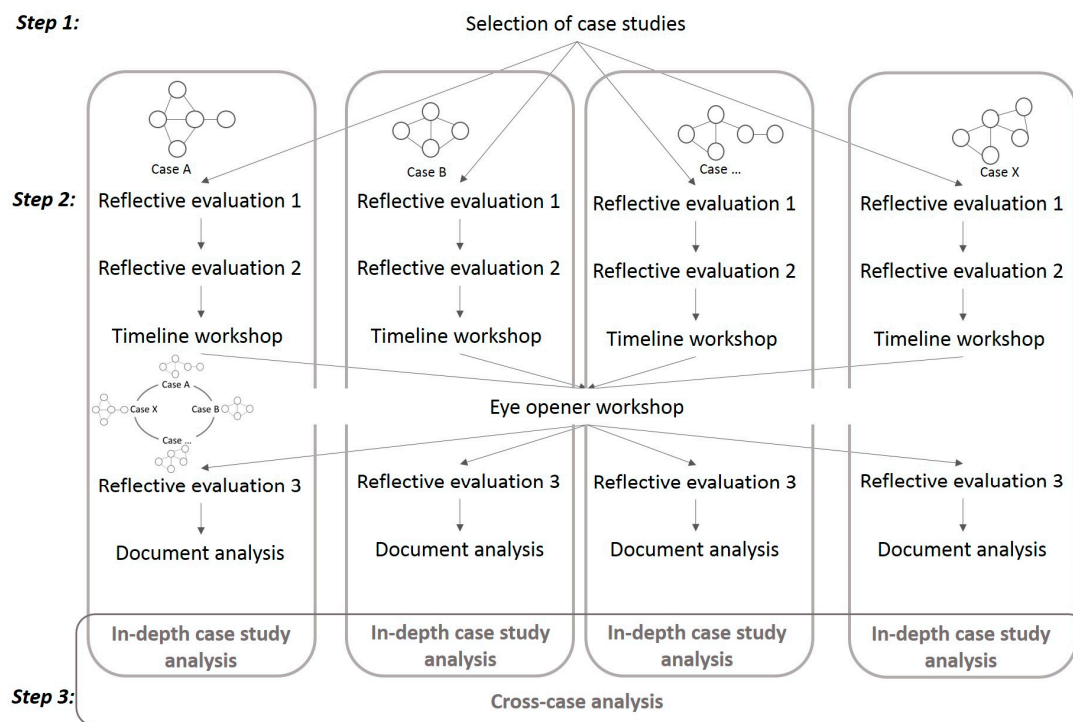 Step 1:
Selection of case studies
Case A
Case B
Case ...
Case X
Step 2:
Reflective evaluation 1
Reflective evaluation 1
Reflective evaluation 1
Reflective evaluation 1
Reflective evaluation 2
Reflective evaluation 2
Reflective evaluation 2
Reflective evaluation 2
Timeline workshop
Timeline workshop
Timeline workshop
Timeline workshop
Case A
Case X
Case B
Case ...
Eye opener workshop
Reflective evaluation 3
Reflective evaluation 3
Reflective evaluation 3
Reflective evaluation 3
Document analysis
Document analysis
Document analysis
Document analysis
In-depth case study
analysis
In-depth case study
analysis
In-depth case study
analysis
In-depth case study
analysis
Step 3:
Cross-case analysis